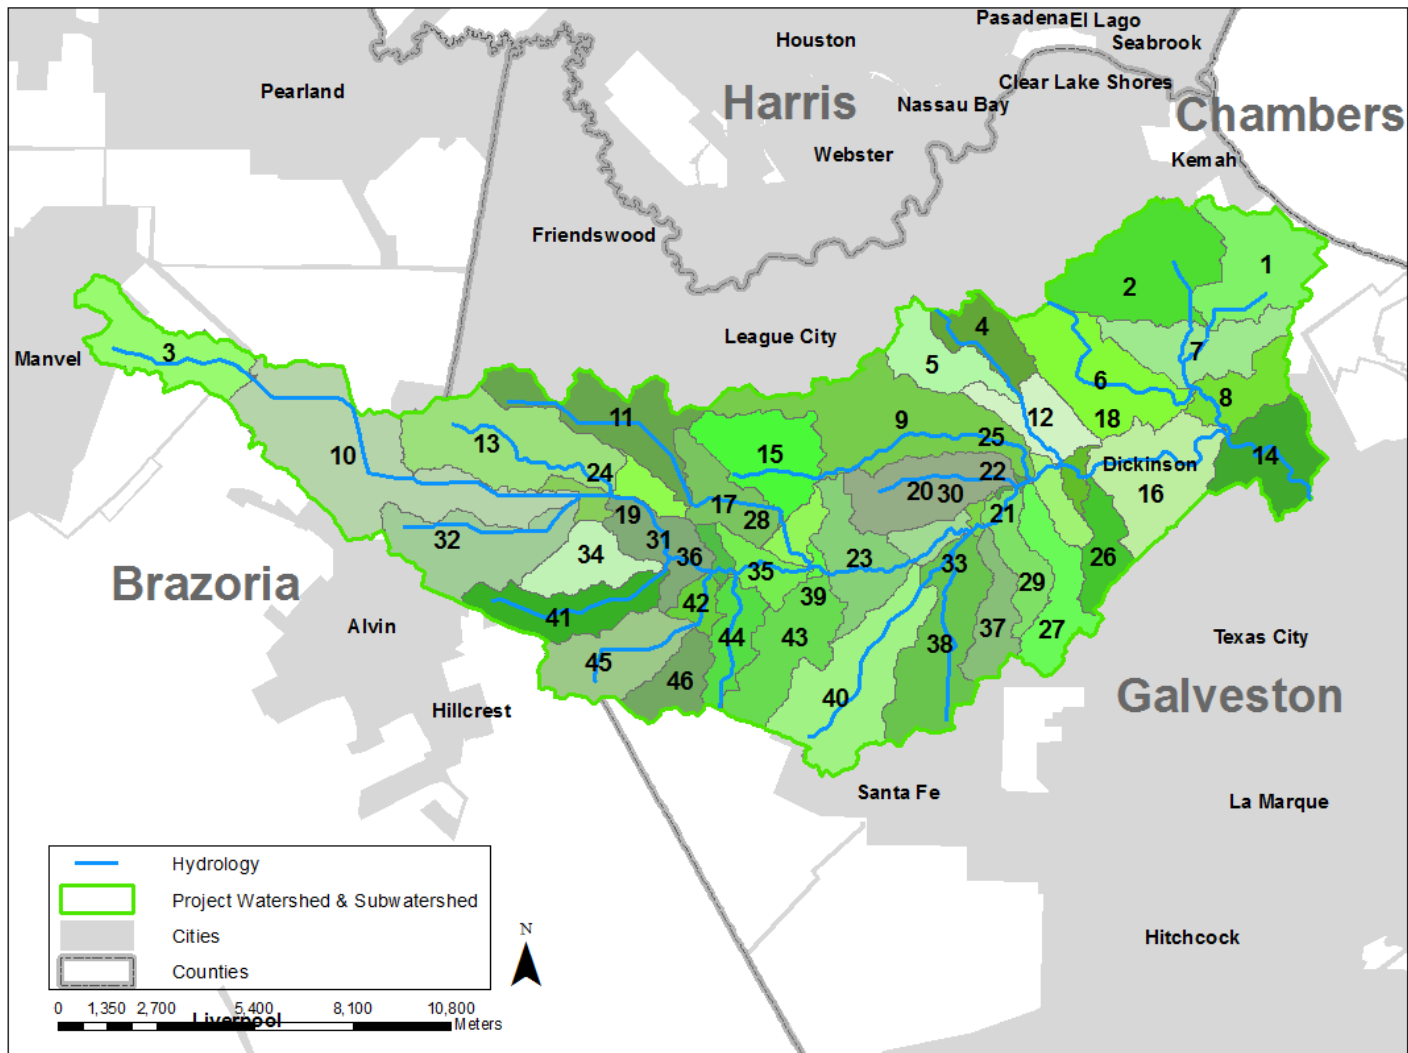 Pasadena
El Lago
Houston
Seabrook
Pearland
Clear Lake Shores
Harris
Nassau Bay
Chambers
Webster
Kemah
Friendswood
1
2
League City
4
Manvel
3
5
7
6
8
11
9
12
18
13
25
10
15
Dickinson
14
24
22
16
20
30
17
19
28
21
32
31
34
36
23
33
26
35
Brazoria
29
39
42
41
Alvin
44
43
38
37
27
Texas City
45
46
40
Galveston
Hillcrest
Santa Fe
La Marque
Hydrology
Project Watershed & Subwatershed
Cities
Counties
N
Hitchcock
0 1,350 2,700 5,400 8,100 10,800
Liverpool
Meters